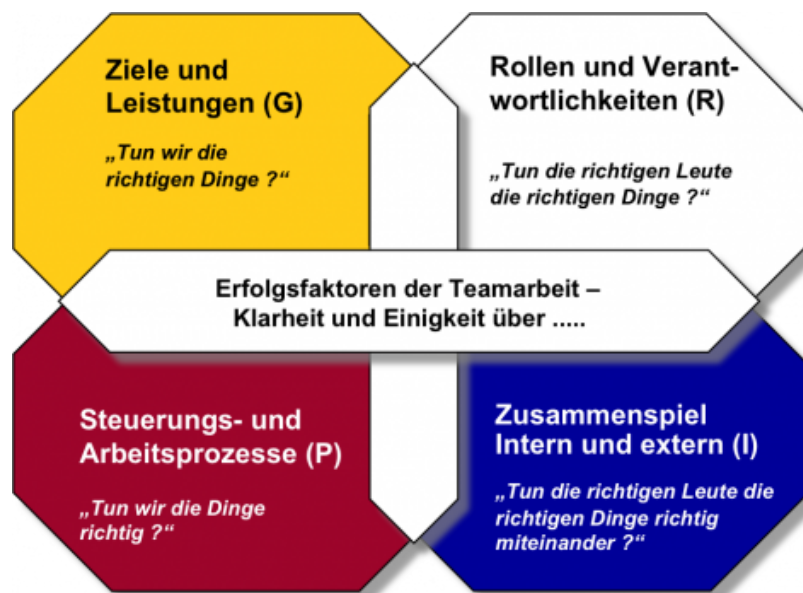 Ziele und
Leistungen (G)
„Tun wir die
richtigen Dinge ?“
Rollen und Verant-
wortlichkeiten (R)
„Tun die richtigen Leute
die richtigen Dinge ?“
Erfolgsfaktoren der Teamarbeit –
Klarheit und Einigkeit über .....
Steuerungs- und
Arbeitsprozesse (P)
„Tun wir die Dinge
richtig ?“
Zusammenspiel
Intern und extern (I)
„Tun die richtigen Leute die
richtigen Dinge richtig
miteinander ?“